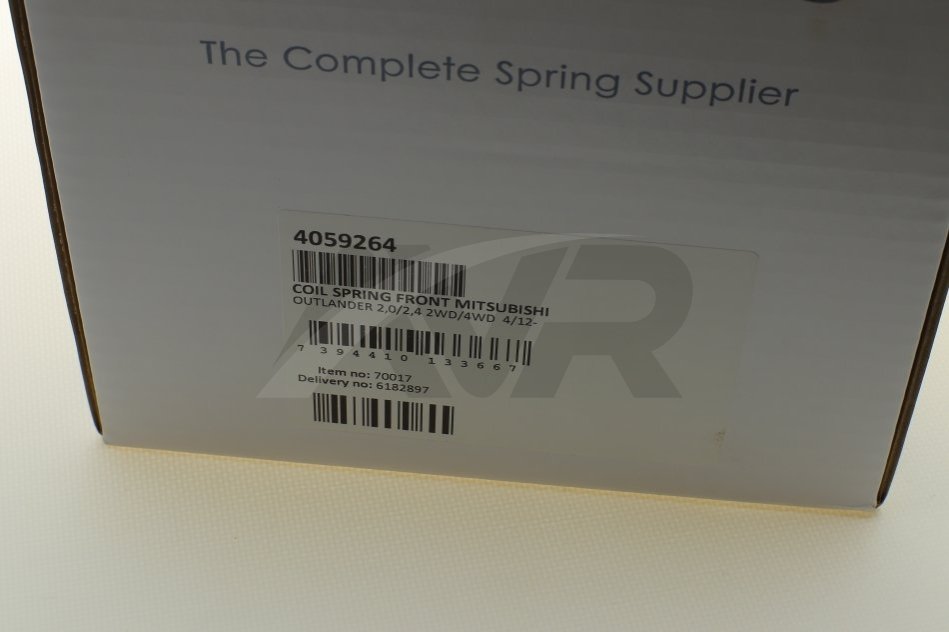 The Complete Spring Supplier
4059264
COIL SPRING FRONT MITSUBISHI
OUTLANDER 2,0/2,4 2WD/4WD 4/12-
7 394410 133667
Item no: 70017
Delivery no: 6182897
AVR